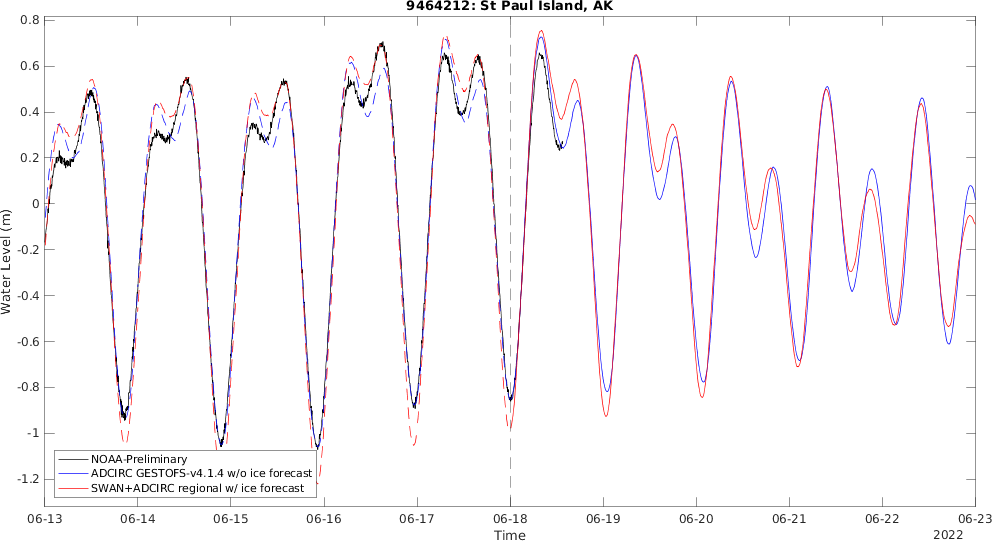 9464212: St Paul Island, AK
Water Level (m)
0.8
0.6
0.4
0.2
0
-0.2
-0.4
-0.6
-0.8
-1
-1.2
NOAA-Preliminary
ADCIRC GESTOFS-v4.1.4 w/o ice forecast
SWAN+ADCIRC regional w/ ice forecast
06-13 06-14 06-15 06-16 06-17 06-18 06-19 06-20 06-21 06-22 06-23
Time
2022